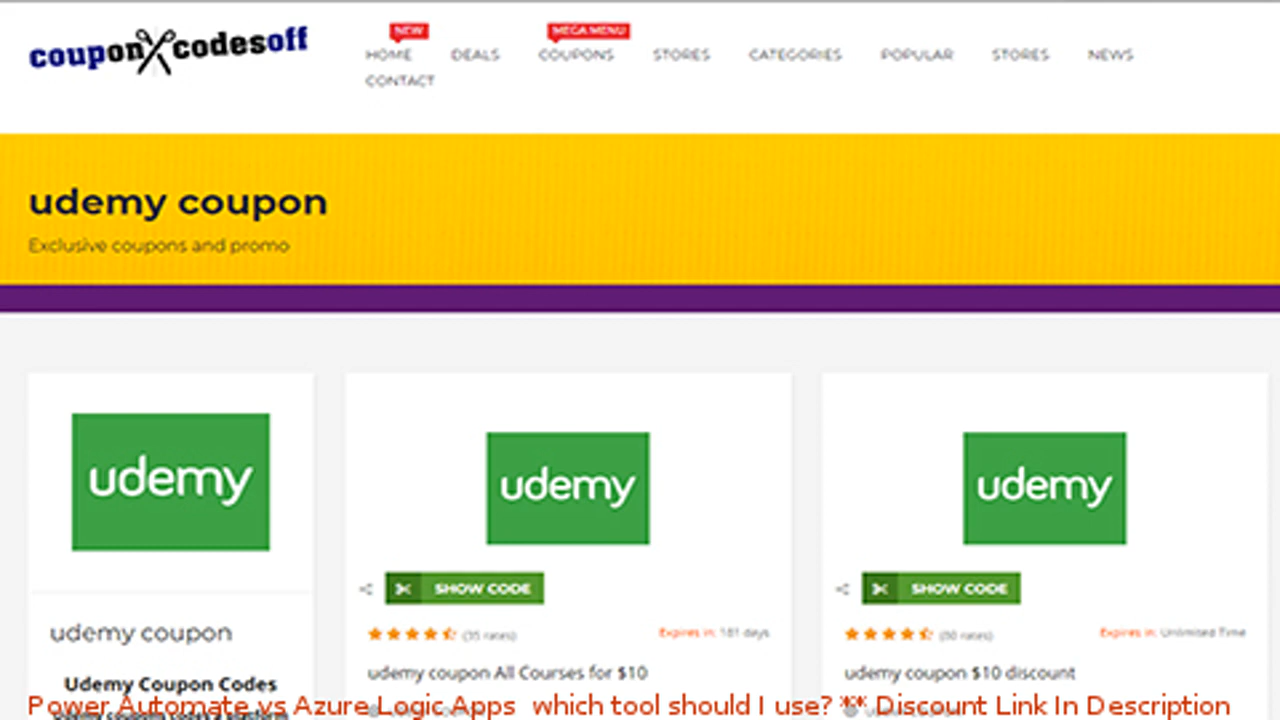 couponcodesoff
NEW
MEGA MENU
HOME DEALS COUPONS STORES CATEGORIES POPULAR STORES NEWS
CONTACT
udemy coupon
Exclusive coupons and promo
udemy
udemy
udemy
SHOW CODE
SHOW CODE
(35 rates)
Expires in: 181 days
(80 rates)
Expires in: Unlimited Time
udemy coupon
udemy coupon All Courses for $10
udemy coupon $10 discount
Udemy Coupon Codes
Power Automate vs Azure Logic Apps which tool should I use? ** Discount Link In Description